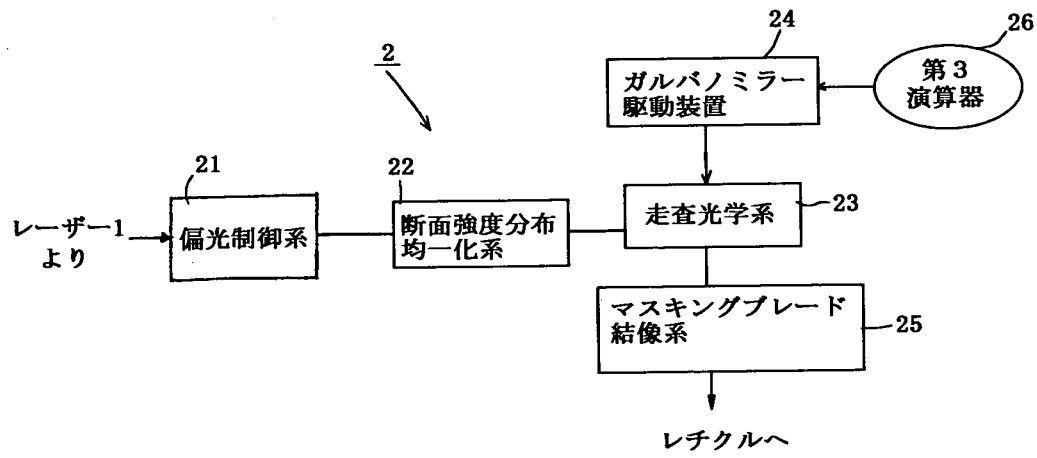 24
26
2
ガルバノミラー
駆動装置
第3
演算器
21
22
レーザー1
より
偏光制御系
断面強度分布
均一化系
走査光学系
23
マスキングブレード
結像系
25
レチクルへ